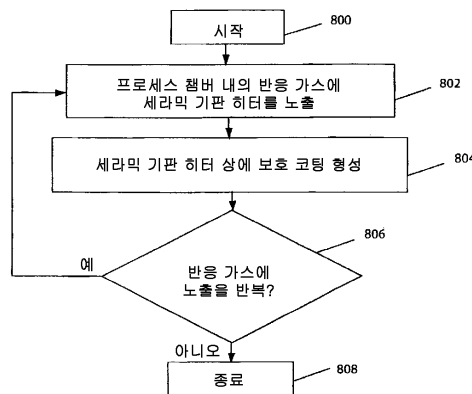 시작
800
프로세스 챔버 내의 반응 가스에
세라믹 기판 히터를 노출
802
세라믹 기판 히터 상에 보호 코팅 형성
804
806
예
반응 가스에
노출을 반복?
아니오
종료
808